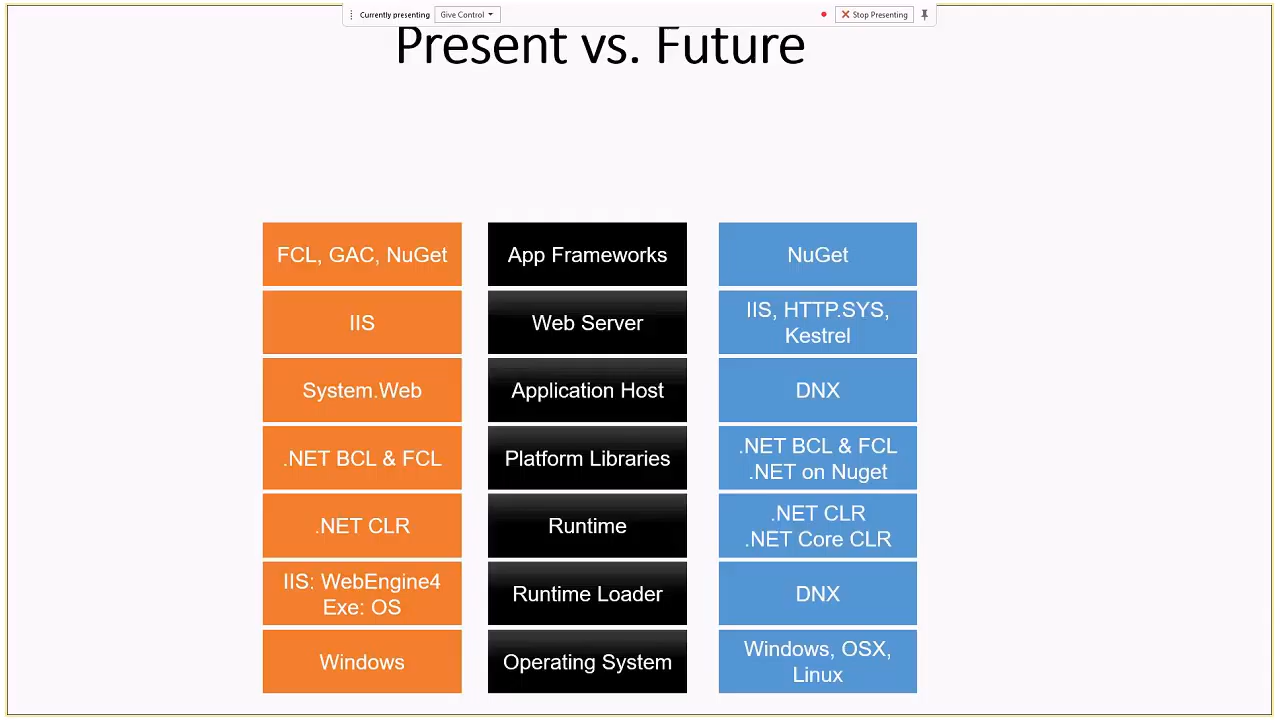 Currently presenting
Give Control
Stop Presenting
Present vs. Future
FCL, GAC, NuGet
App Frameworks
NuGet
IIS
Web Server
IIS, HTTP.SYS,
Kestrel
System.Web
Application Host
DNX
.NET BCL & FCL
Platform Libraries
.NET BCL & FCL
.NET on Nuget
.NET CLR
Runtime
.NET CLR
.NET Core CLR
IIS: WebEngine4
Exe: OS
Runtime Loader
DNX
Windows
Operating System
Windows, OSX,
Linux